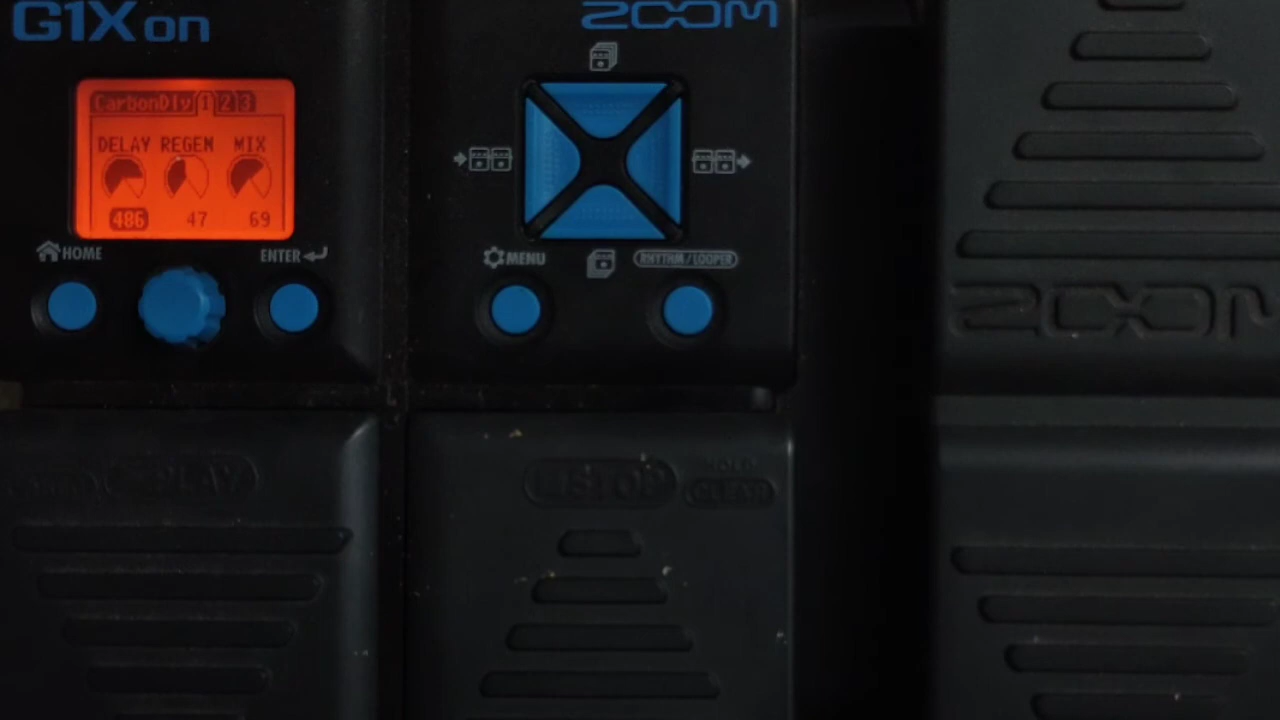 G1X on
ZOOM
CarbonDly 1 2 3
DELAY REGEN MIX
486 47 69
HOME
ENTER
MENU
RHYTHM/LOOPER
ZOOM
PLAY
STOP
CLEAR